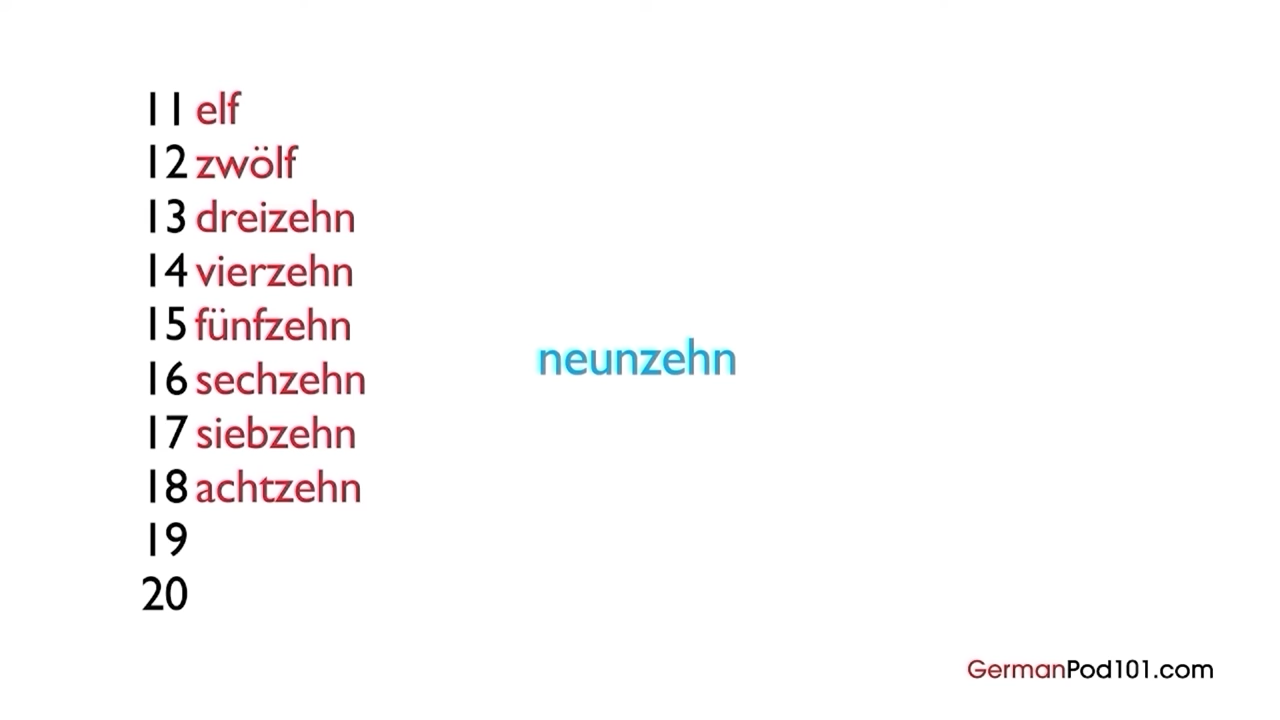 11 elf
12 zwölf
13 dreizehn
14 vierzehn
15 fünfzehn
16 sechzehn
17 siebzehn
18 achtzehn
19
20
neunzehn
GermanPod101.com